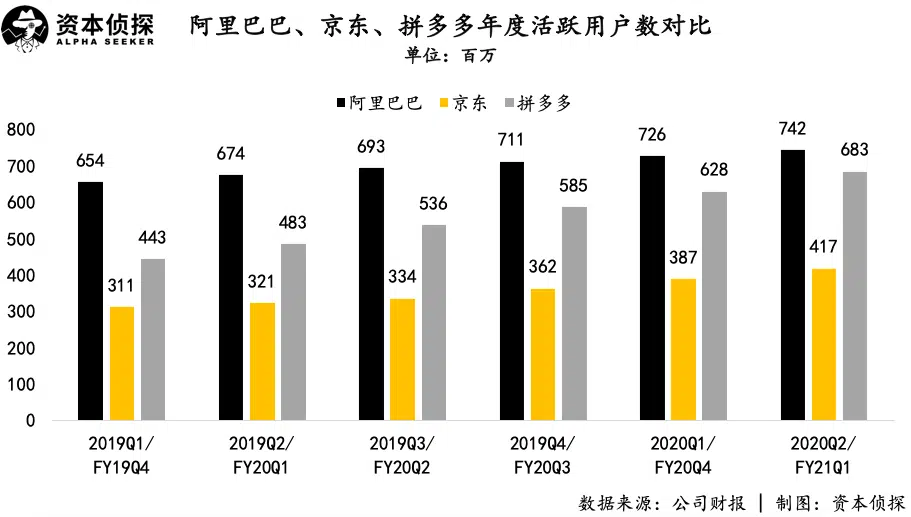 资本侦探
ALPHA SEEKER
阿里巴巴、京东、拼多多年度活跃用户数对比
单位：百万
阿里巴巴 京东 拼多多
800
700
600
500
400
300
200
100
0
654 311 443
674 321 483
693 334 536
711 362 585
726 387 628
742 417 683
2019Q1/
FY19Q4
2019Q2/
FY20Q1
2019Q3/
FY20Q2
2019Q4/
FY20Q3
2020Q1/
FY20Q4
2020Q2/
FY21Q1
数据来源：公司财报 | 制图：资本侦探